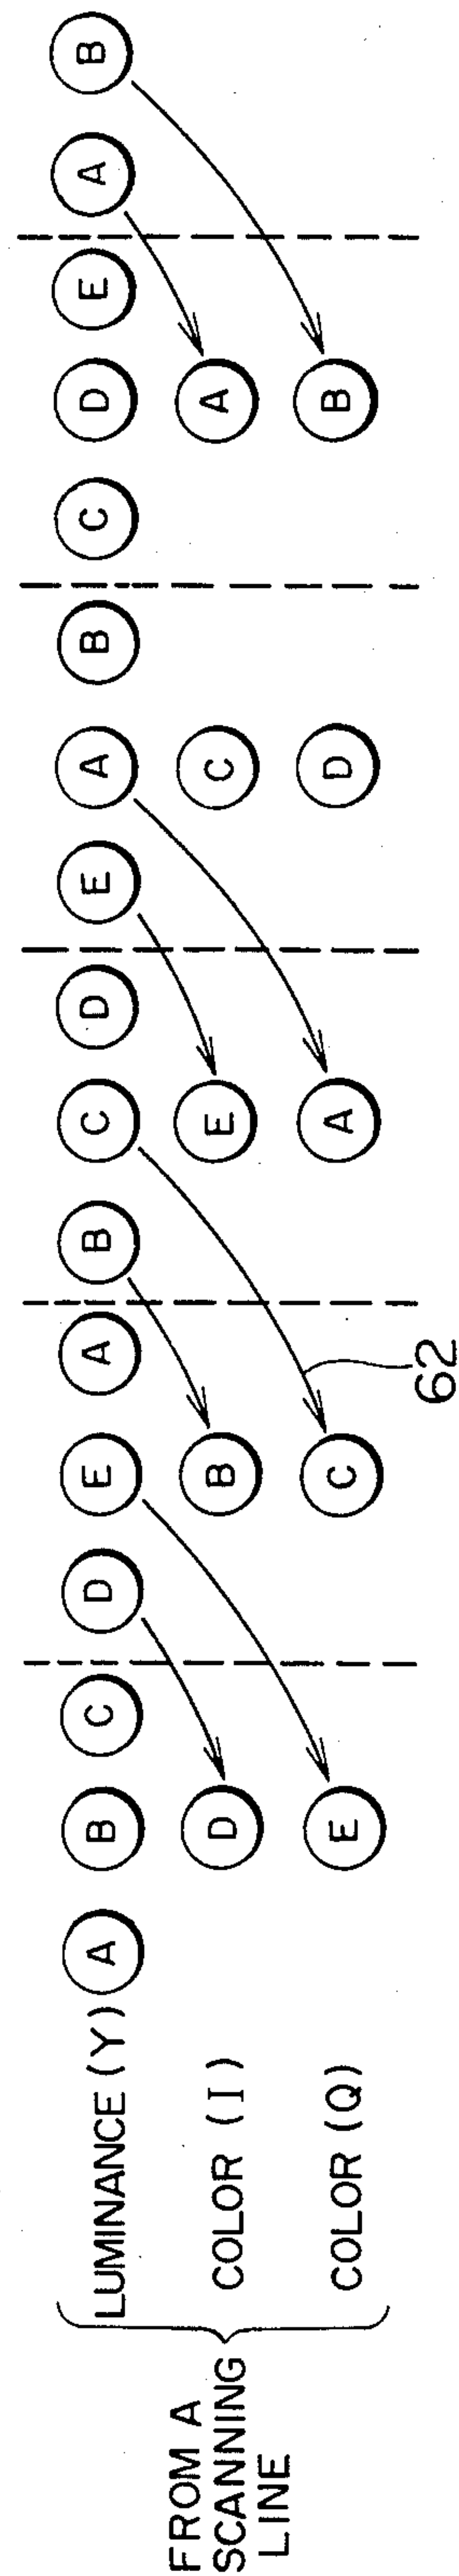 FROM A
SCANNING
LINE
LUMINANCE (Y) A B C D E A B C D E A B C D E A B
COLOR (I) D B E C A
COLOR (Q) E C A D B
62